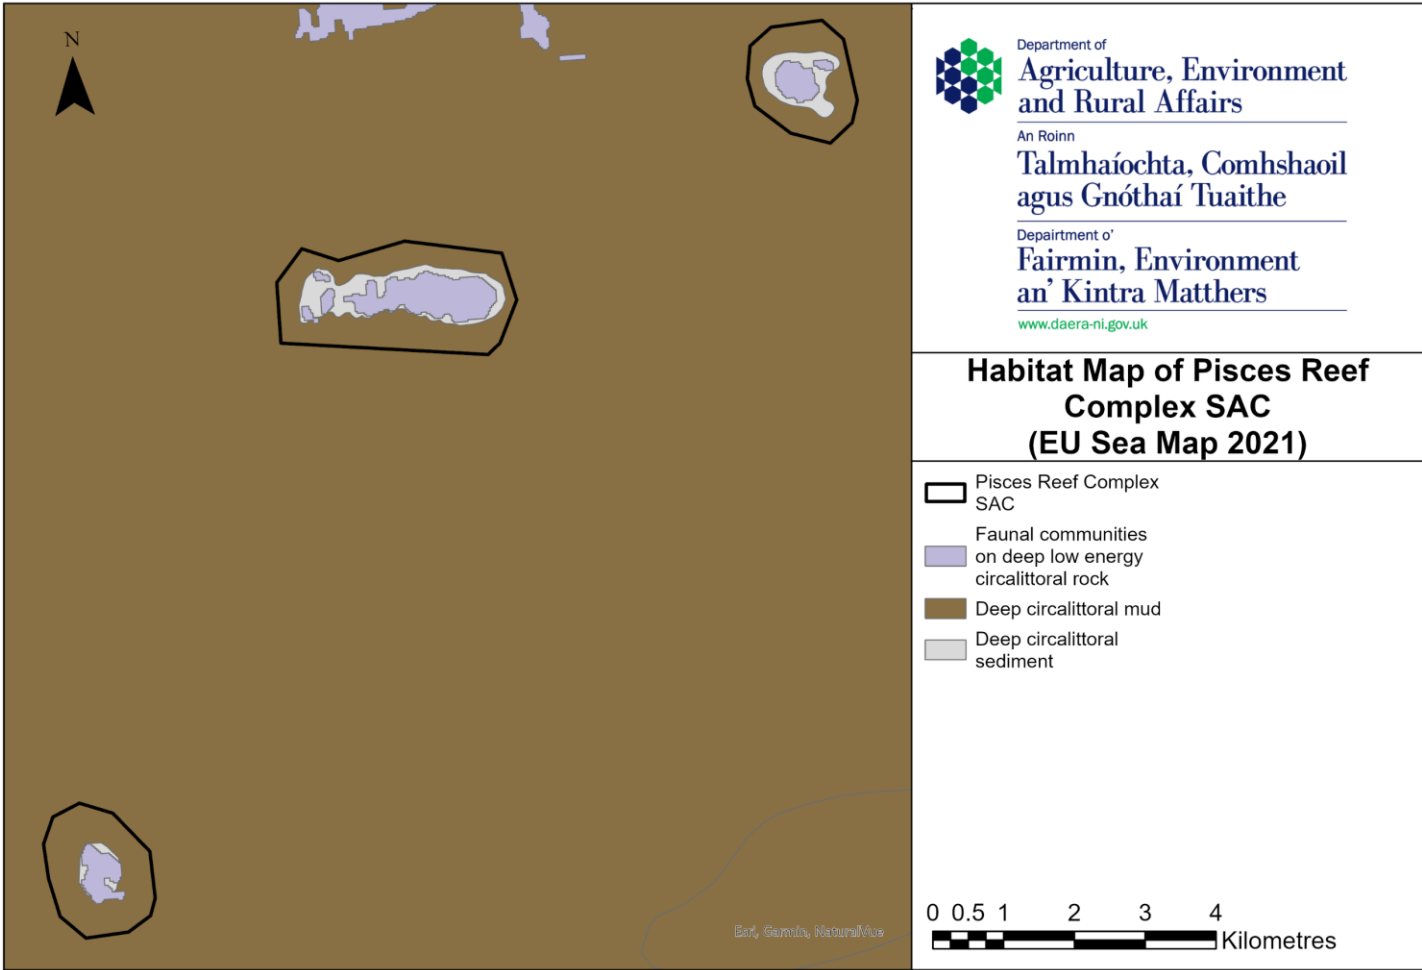 N
Department of
Agriculture, Environment
and Rural Affairs
An Roinn
Talmhaíochta, Comhshaoil
agus Gnóthaí Tuaithe
Depairtment o'
Fairmin, Environment
an' Kintra Matthers
www.daera-ni.gov.uk
Habitat Map of Pisces Reef
Complex SAC
(EU Sea Map 2021)
Pisces Reef Complex
SAC
Faunal communities
on deep low energy
circalittoral rock
Deep circalittoral mud
Deep circalittoral
sediment
Esri, Garmin, NaturalVue
0 0.5 1 2 3 4
Kilometres